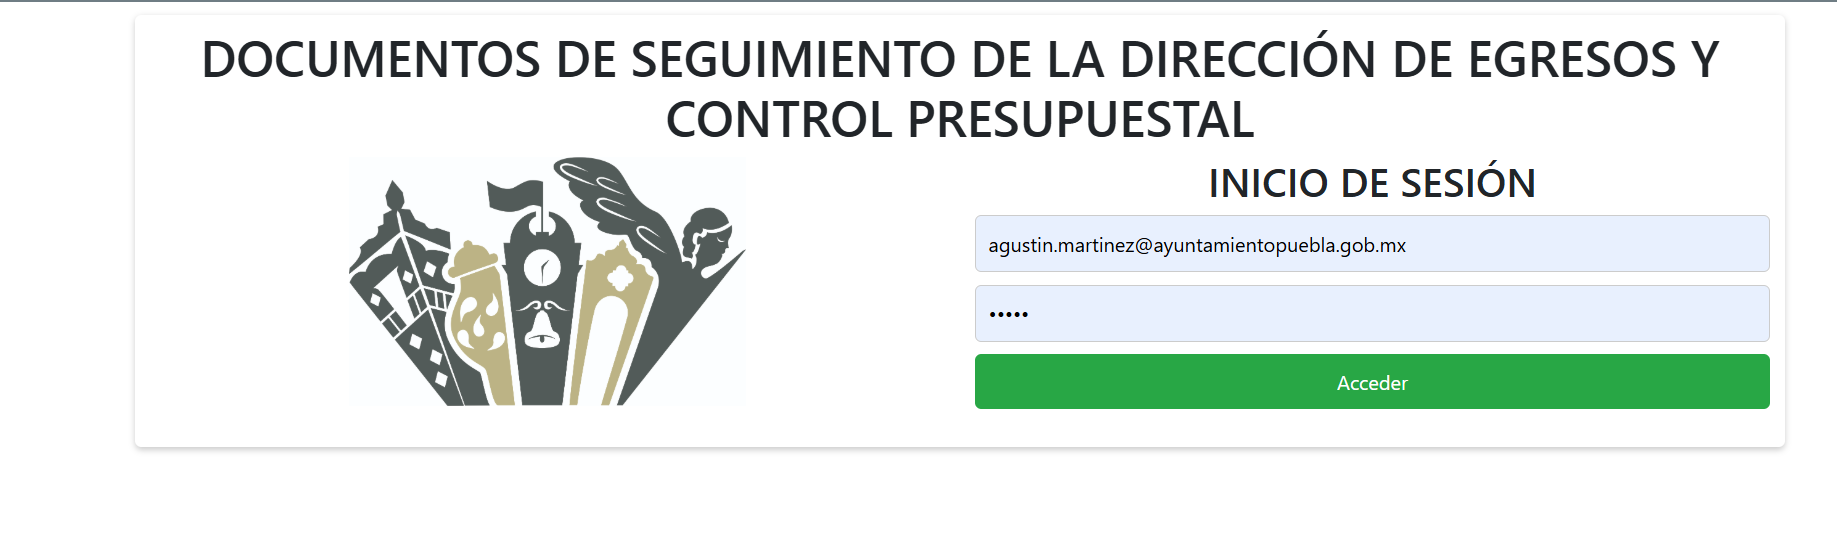 DOCUMENTOS DE SEGUIMIENTO DE LA DIRECCIÓN DE EGRESOS Y
CONTROL PRESUPUESTAL
INICIO DE SESIÓN
agustin.martinez@ayuntamientopuebla.gob.mx
•••••
Acceder